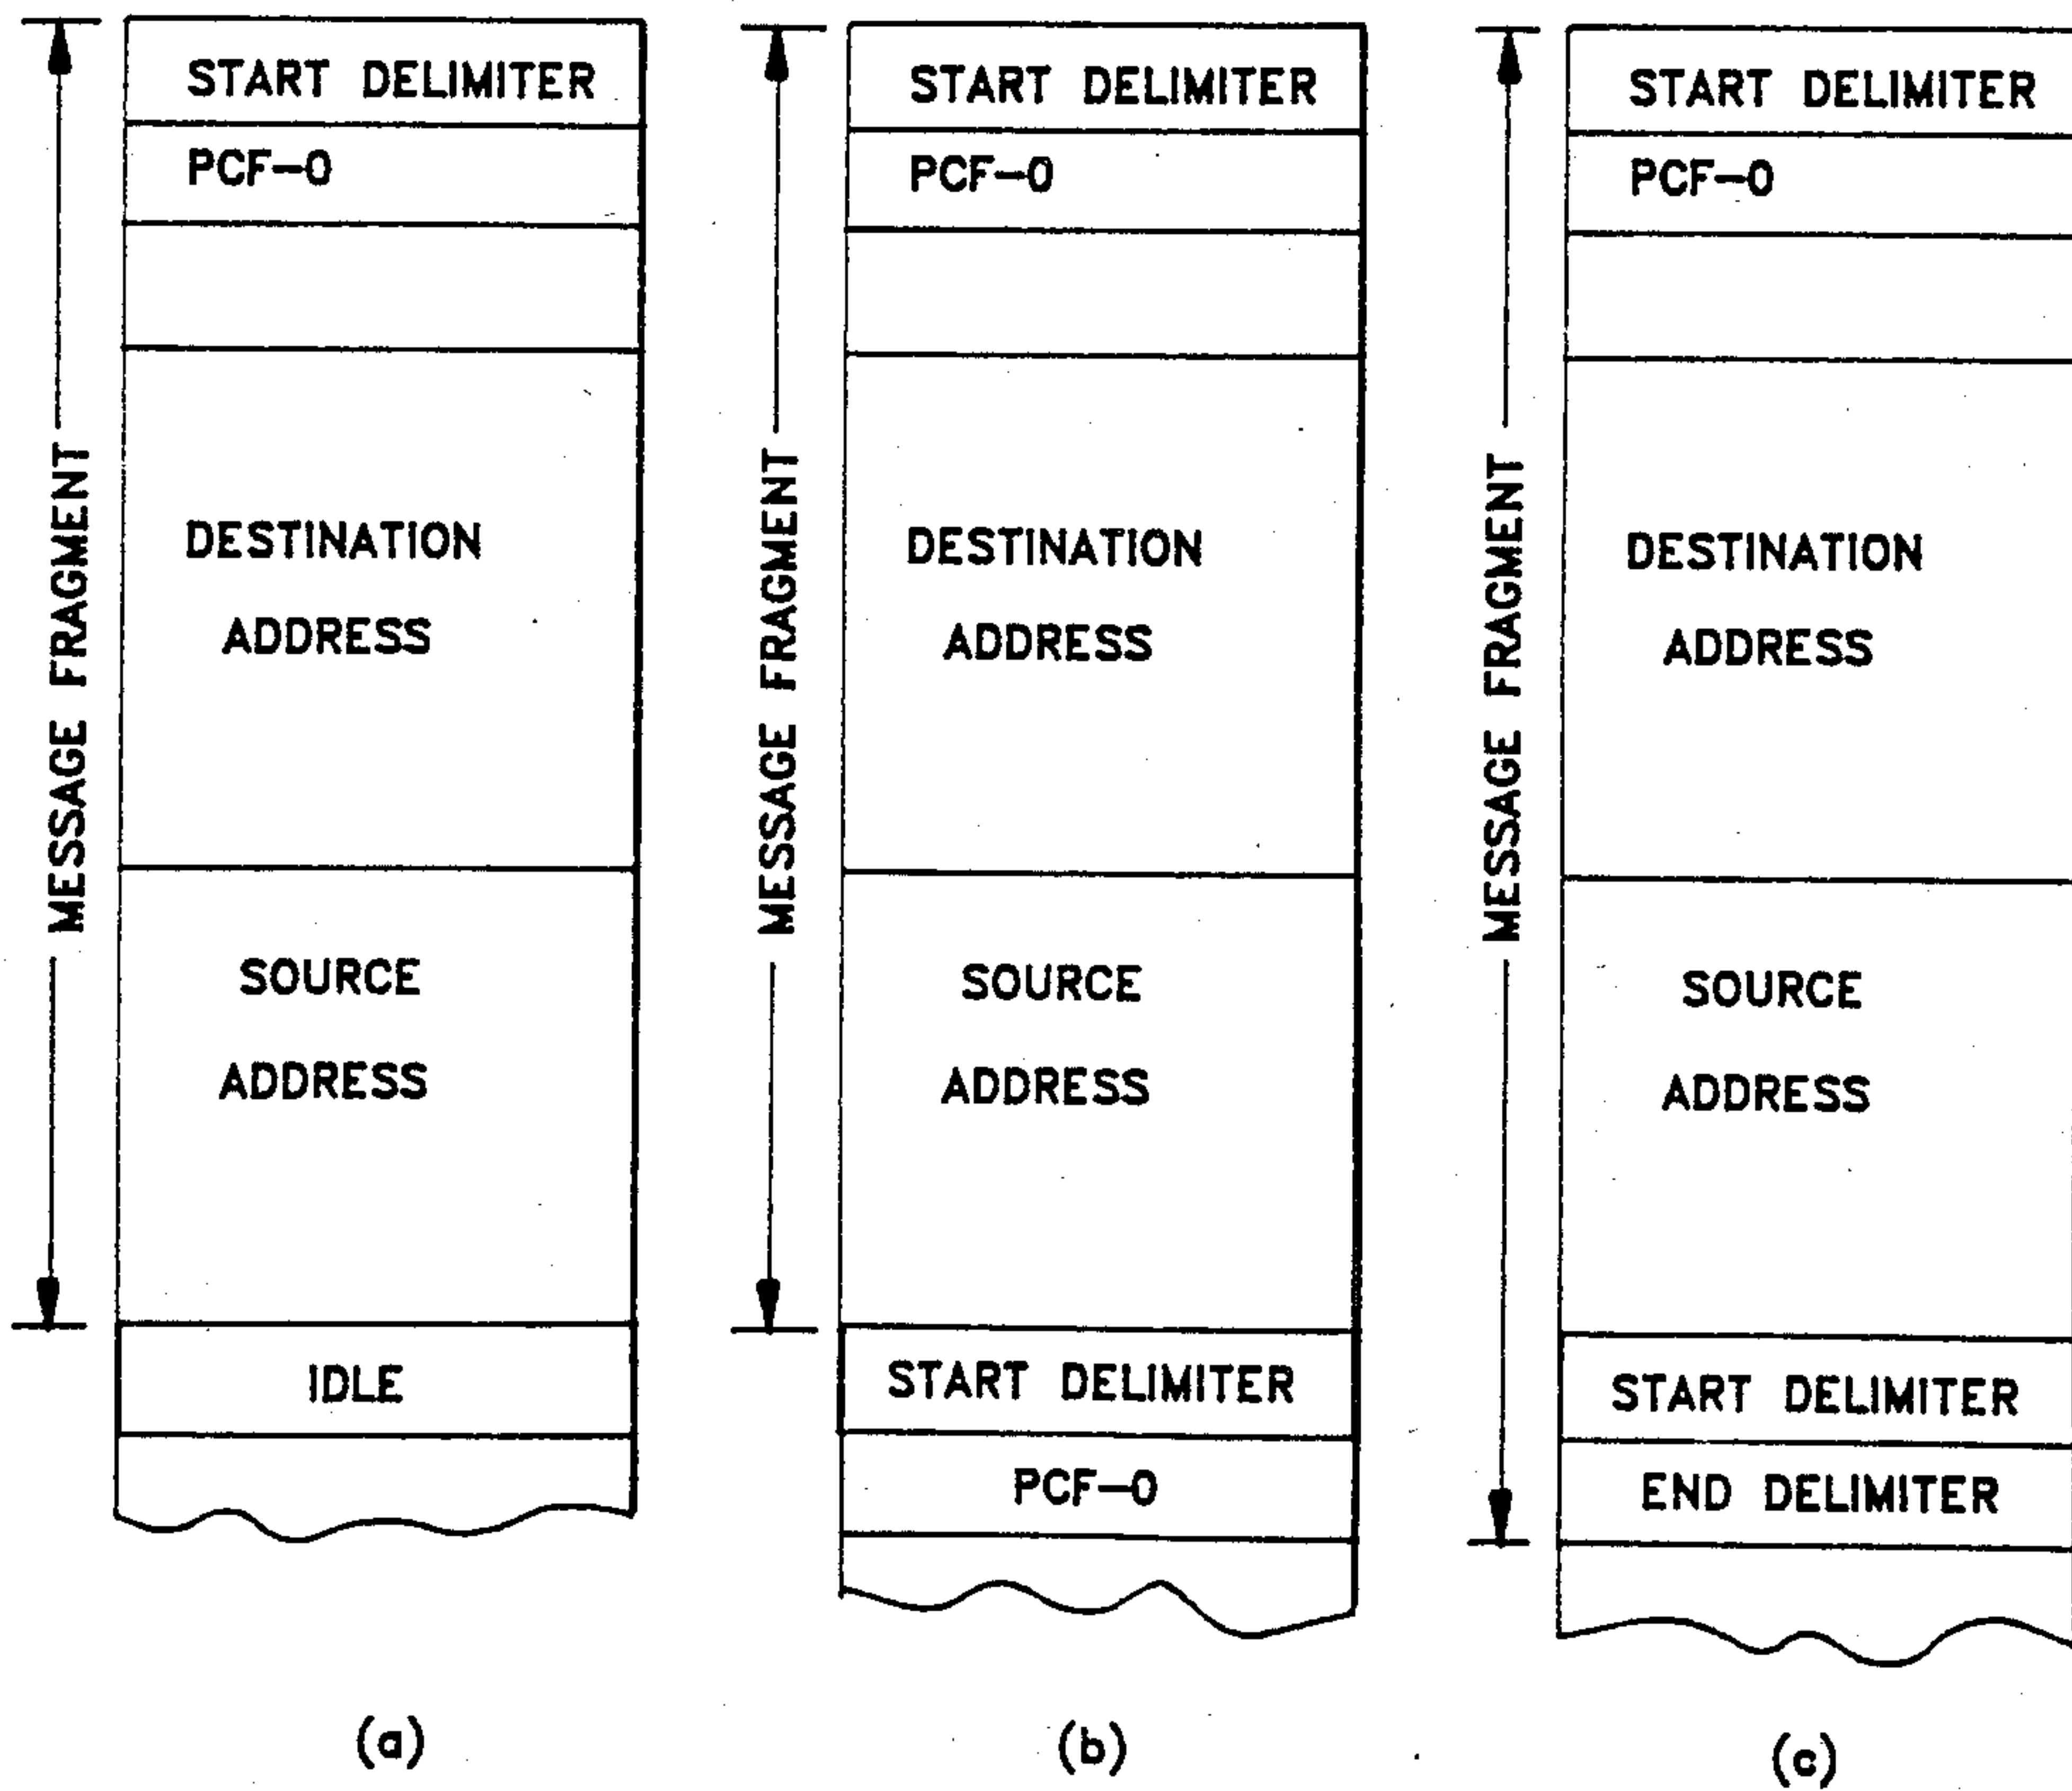 MESSAGE FRAGMENT
START DELIMITER
PCF-0
DESTINATION
ADDRESS
SOURCE
ADDRESS
IDLE
(a)
MESSAGE FRAGMENT
START DELIMITER
PCF-0
DESTINATION
ADDRESS
SOURCE
ADDRESS
START DELIMITER
PCF-0
(b)
MESSAGE FRAGMENT
START DELIMITER
PCF-0
DESTINATION
ADDRESS
SOURCE
ADDRESS
START DELIMITER
END DELIMITER
(c)